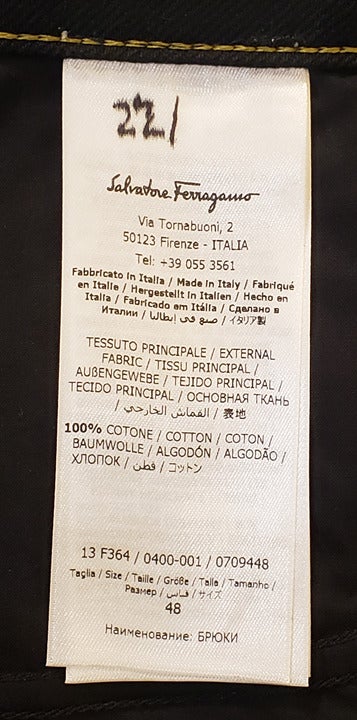 221
Salvatore Ferragamo
Via Tornabuoni, 2
50123 Firenze - ITALIA
Tel: +39 055 3561
Fabbricato in Italia / Made in Italy / Fabriqué
en Italie / Hergestellt in Italien / Hecho en
Italia / Fabricado em Itália / Сделано в
Италии / صنع في إيطاليا / イタリア製
TESSUTO PRINCIPALE / EXTERNAL
FABRIC / TISSU PRINCIPAL /
AUßENGEWEBE / TEJIDO PRINCIPAL /
TECIDO PRINCIPAL / ОСНОВНАЯ ТКАНЬ
/ القماش الخارجي / 表地
100% COTONE / COTTON / COTON /
BAUMWOLLE / ALGODÓN / ALGODÃO /
ХЛОПОК / قطن / コットン
13 F364 / 0400-001 / 0709448
Taglia / Size / Taille / Größe / Talla / Tamanho /
Размер / قياس / サイズ
48
Наименование: БРЮКИ